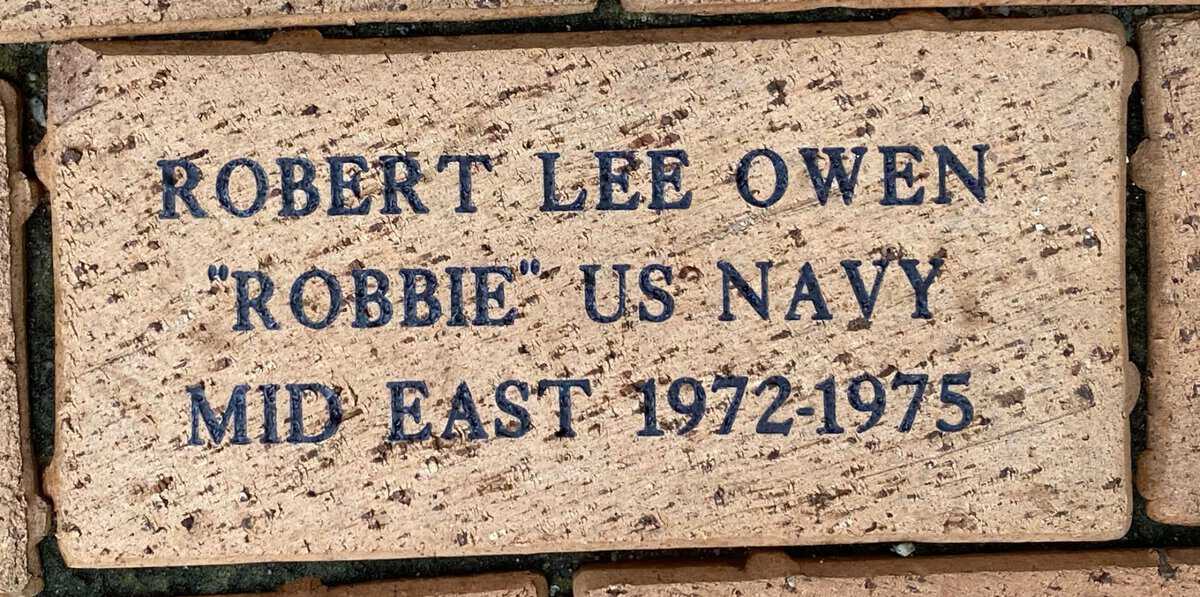 ROBERT LEE OWEN
"ROBBIE" US NAVY
MID EAST 1972-1975